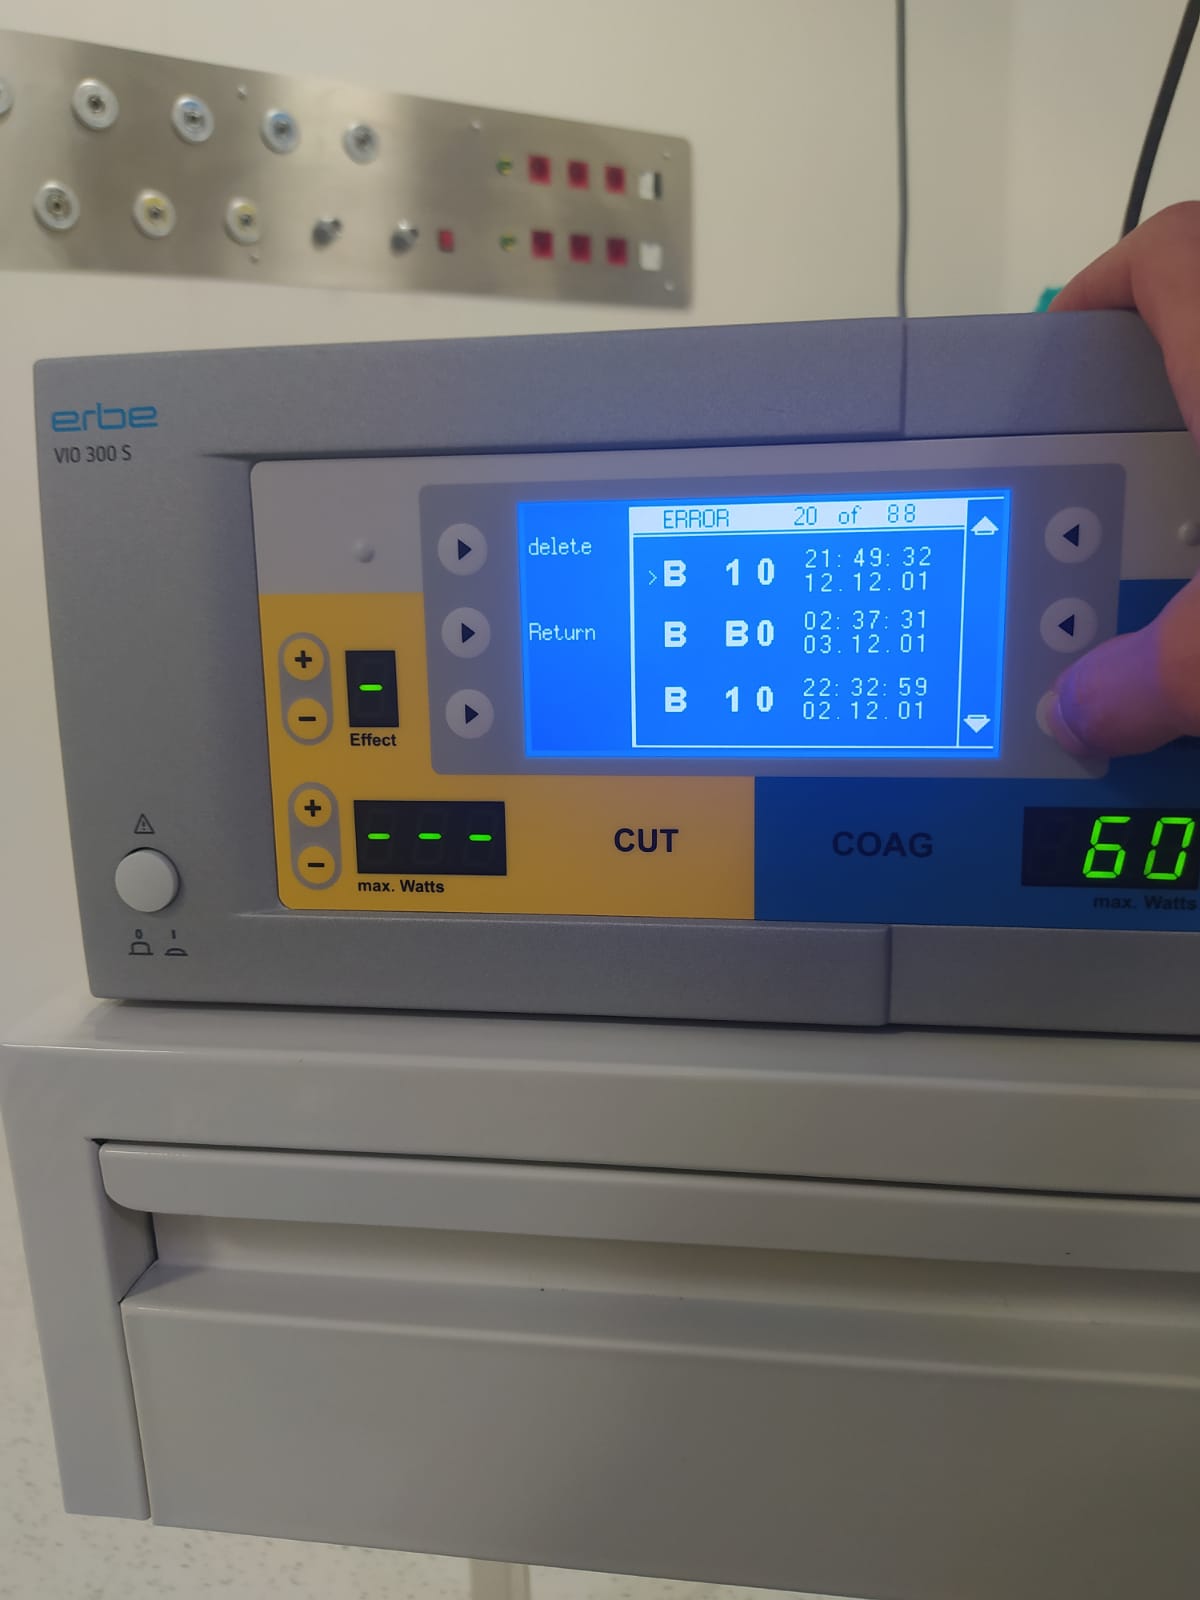 erbe
VIO 300 S
ERROR 20 of 88
delete
>B 10 21:49:32
12.12.01
Return
B B0 02:37:31
03.12.01
B 10 22:32:59
02.12.01
+
-
Effect
+
- - -
-
max. Watts
CUT
COAG
60
max. Watts
0 I